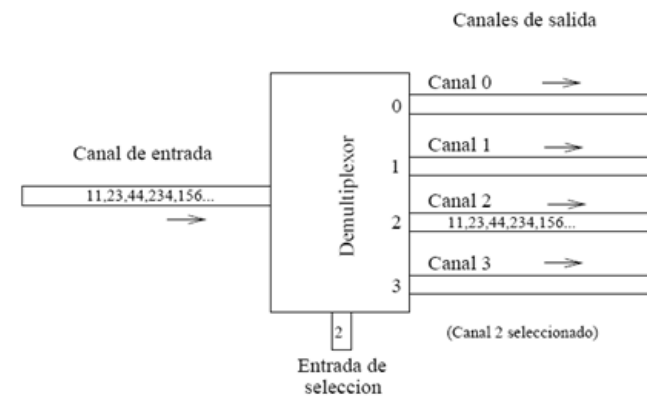 Canales de salida
Canal 0
0
Canal de entrada
11,23,44,234,156...
Demultiplexor
Canal 1
1
Canal 2
2
11,23,44,234,156...
Canal 3
3
2
(Canal 2 seleccionado)
Entrada de
seleccion